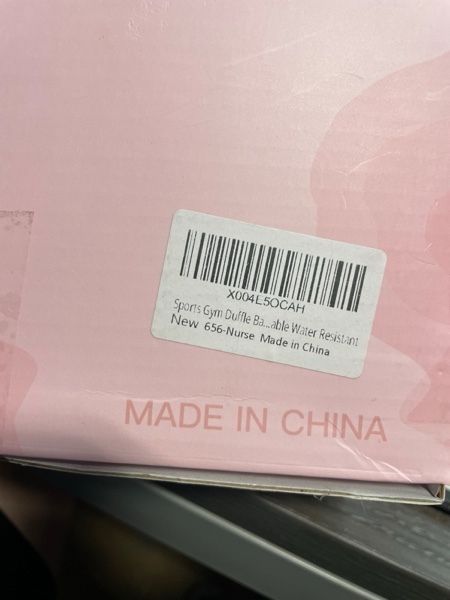 X004L5OCAH
Sports Gym Duffle Ba...able Water Resistant
New 656-Nurse Made in China
MADE IN CHINA